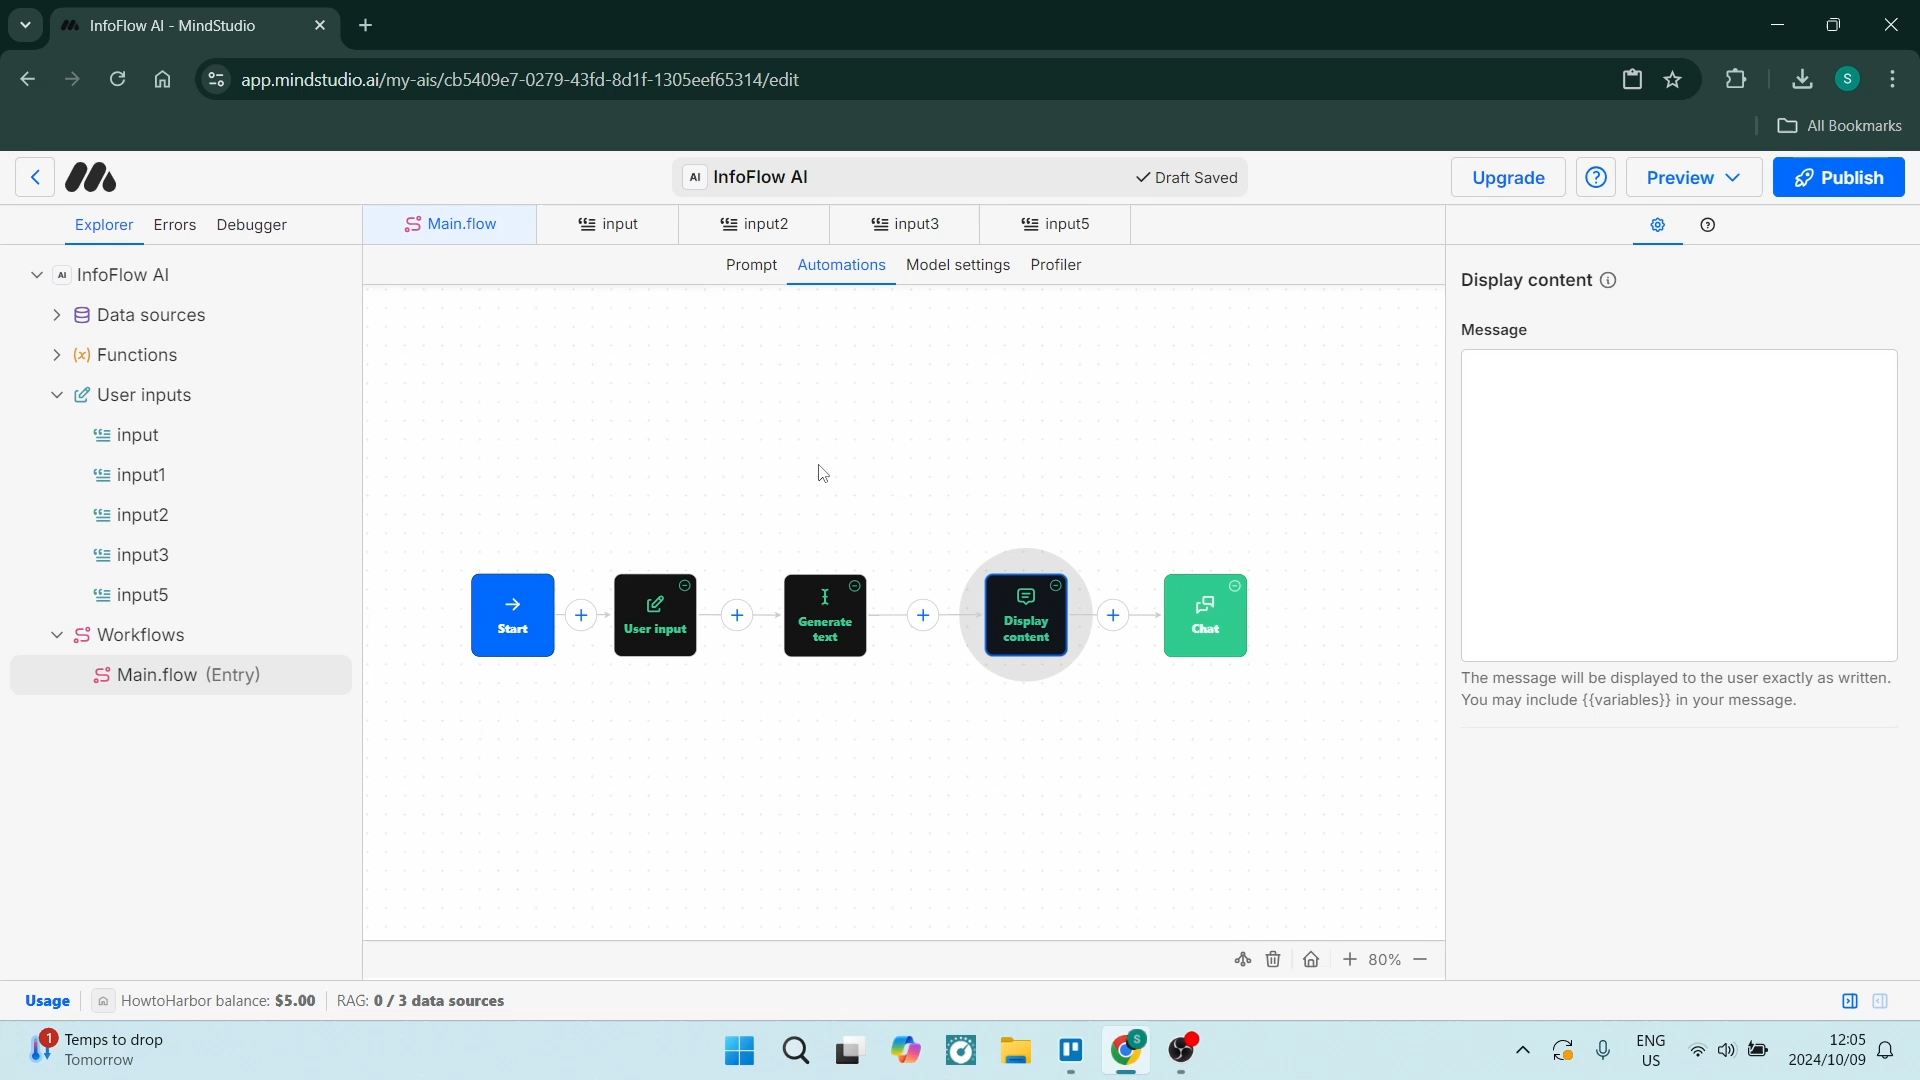 InfoFlow AI - MindStudio
app.mindstudio.ai/my-ais/cb5409e7-0279-43fd-8d1f-1305eef65314/edit
S
All Bookmarks
AI InfoFlow AI
Draft Saved
Upgrade
Preview
Publish
Explorer Errors Debugger
Main.flow input input2 input3 input5
Prompt Automations Model settings Profiler
AI InfoFlow AI
Data sources
(x) Functions
User inputs
input
input1
input2
input3
input5
Workflows
Main.flow (Entry)
Start
User input
Generate
text
Display
content
Chat
80%
Display content
Message
The message will be displayed to the user exactly as written.
You may include {{variables}} in your message.
Usage HowtoHarbor balance: $5.00 RAG: 0 / 3 data sources
1
Temps to drop
Tomorrow
S
ENG
US
12:05
2024/10/09